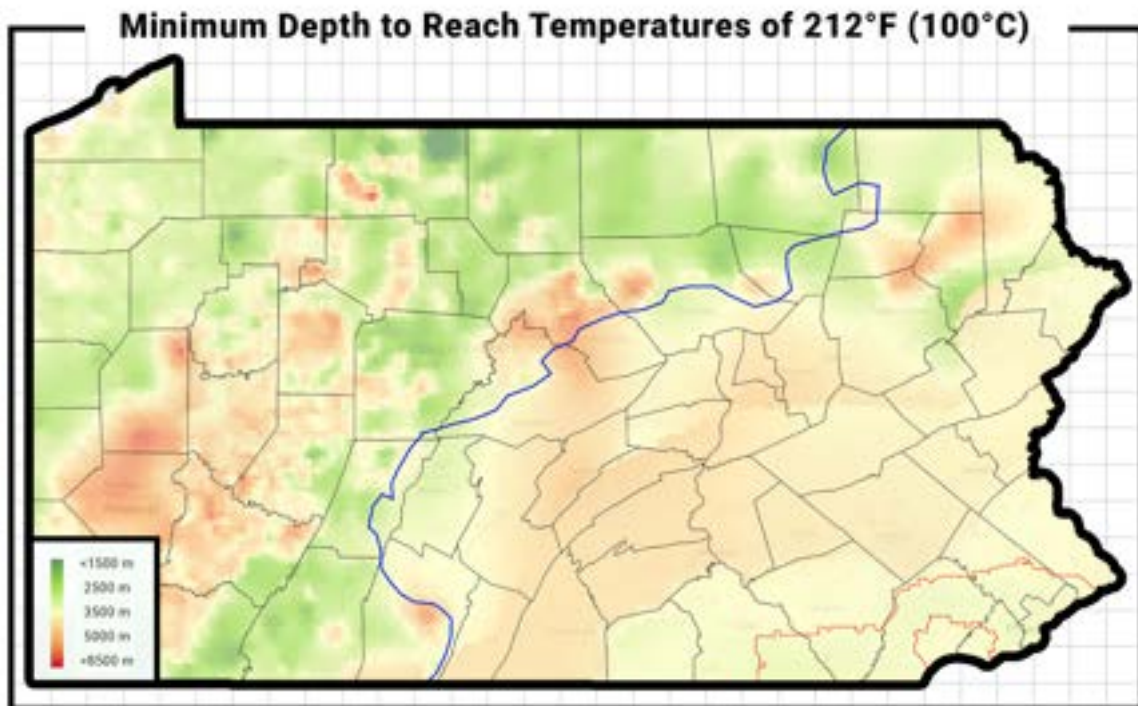 Minimum Depth to Reach Temperatures of 212°F (100°C)
<1500 m
2500 m
3500 m
5000 m
+6500 m